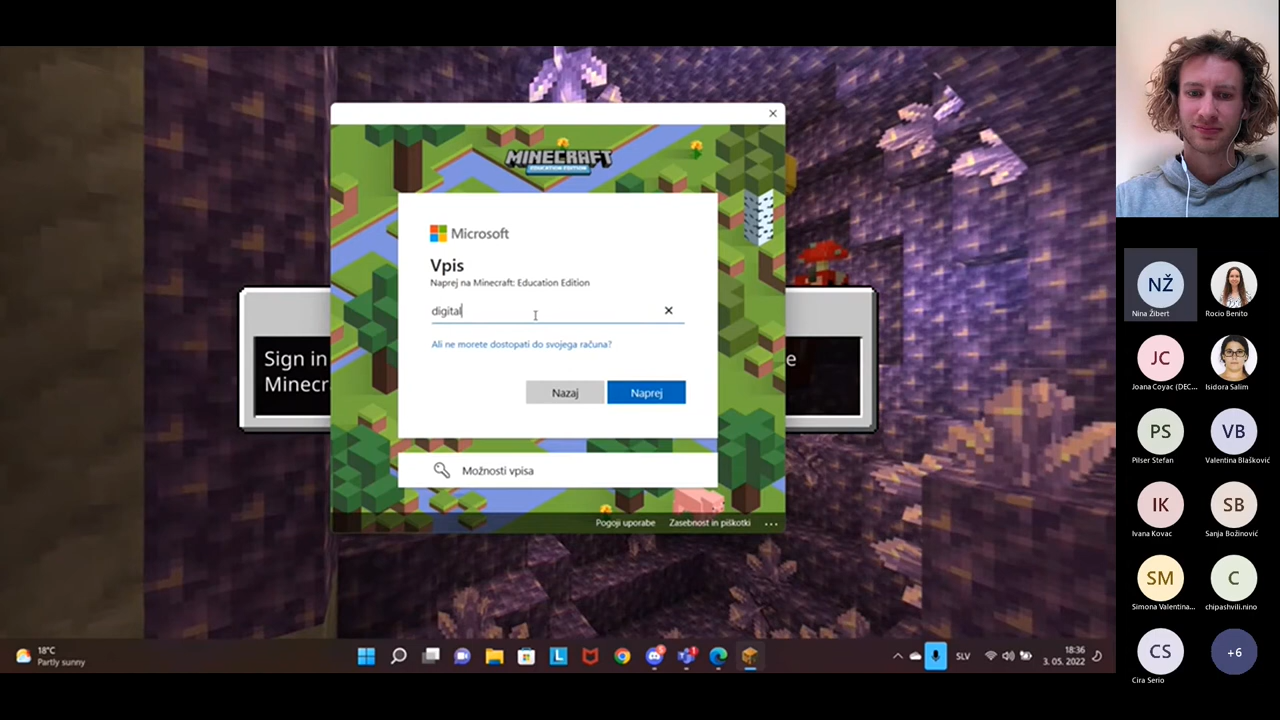 MINECRAFT
EDUCATION EDITION
Microsoft
Vpis
Naprej na Minecraft: Education Edition
digital
Ali ne morete dostopati do svojega računa?
Nazaj
Naprej
Možnosti vpisa
Pogoji uporabe
Zasebnost in piškotki
...
Sign in
Minecr
e
18°C
Partly sunny
SLV
18:36
3. 05. 2022
NŽ
Nina Žibert
Rocio Benito
JC
Joana Coyac (DEC...
Isidora Salim
PS
Pilser Stefan
VB
Valentina Blašković
IK
Ivana Kovac
SB
Sanja Božinović
SM
Simona Valentina...
C
chipashvili.nino
CS
Cira Serio
+6